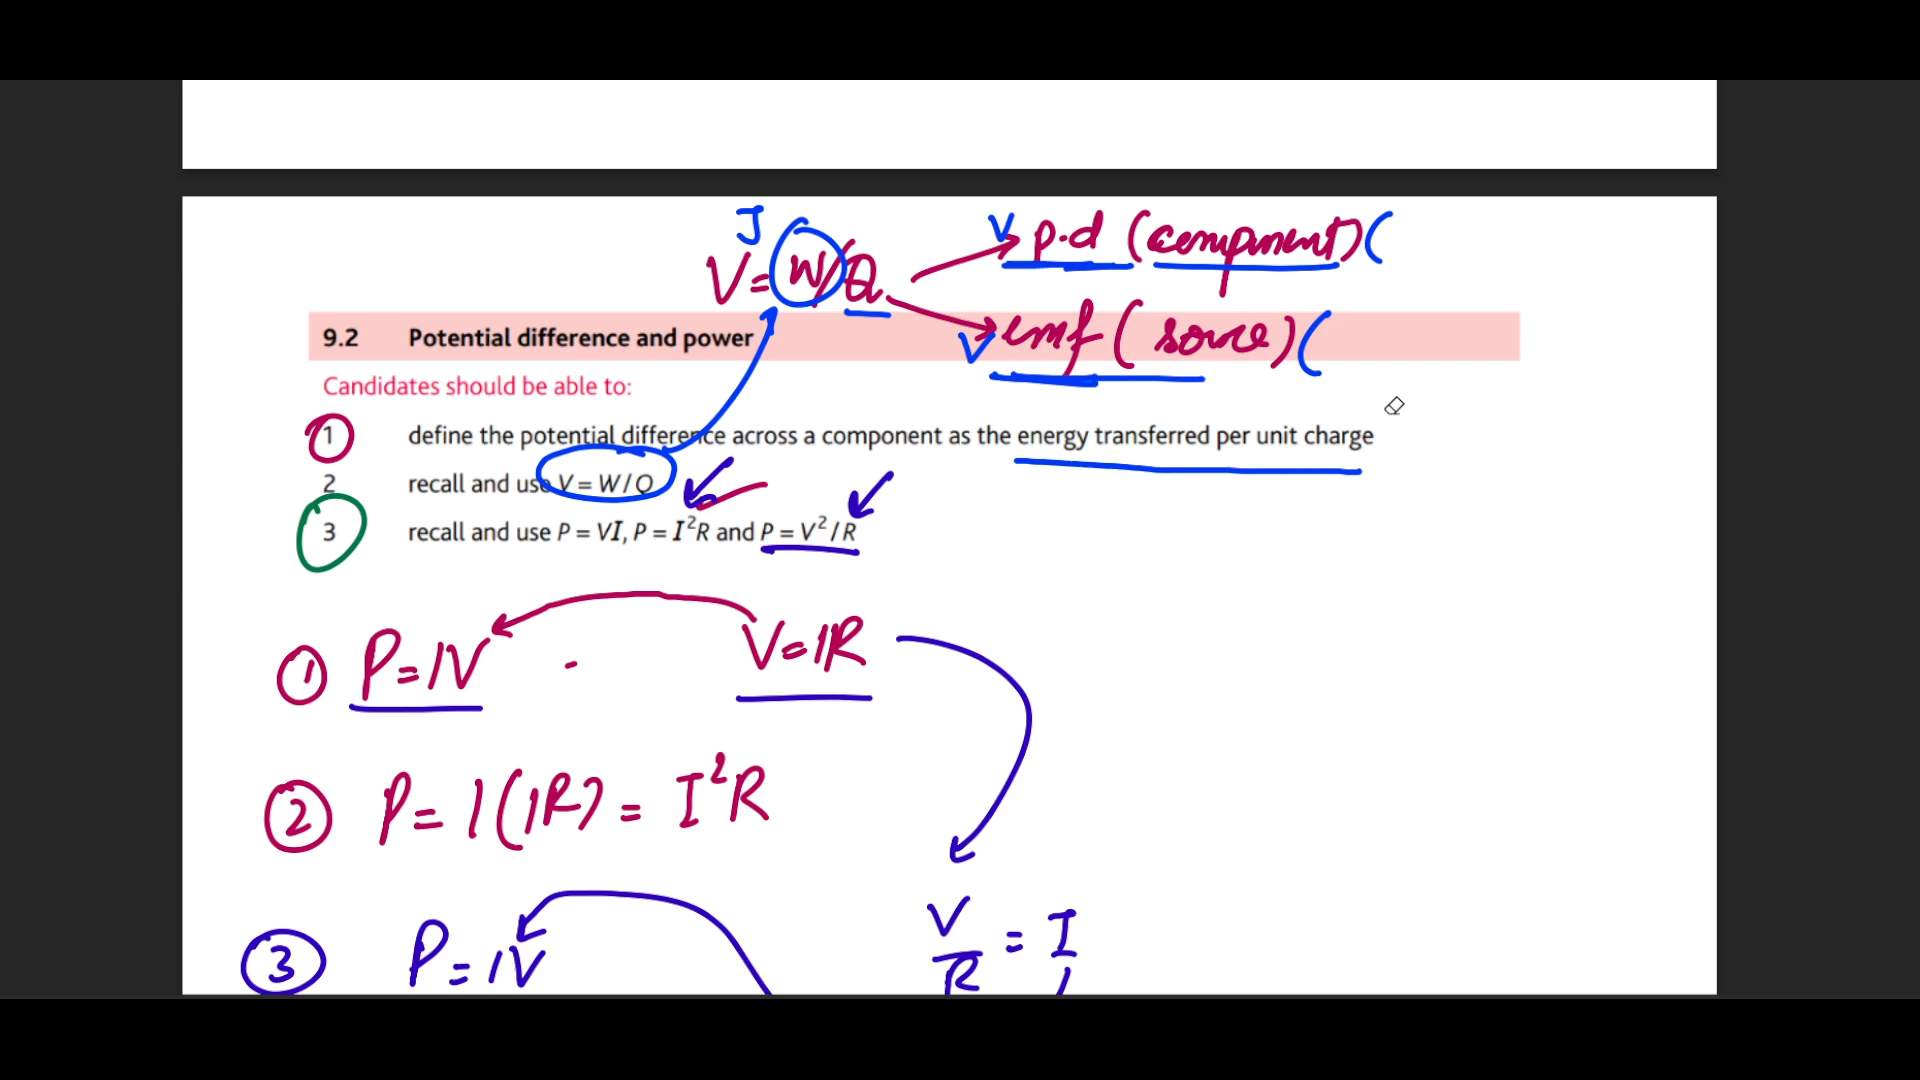 J
V = W/Q
V p.d (component) (
V emf (source) (
9.2 Potential difference and power
Candidates should be able to:
1 define the potential difference across a component as the energy transferred per unit charge
2 recall and use V = W/Q
3 recall and use P = VI, P = I²R and P = V²/R
① P = IV V = IR
② P = I(IR) = I²R
③ P = IV V/R = I